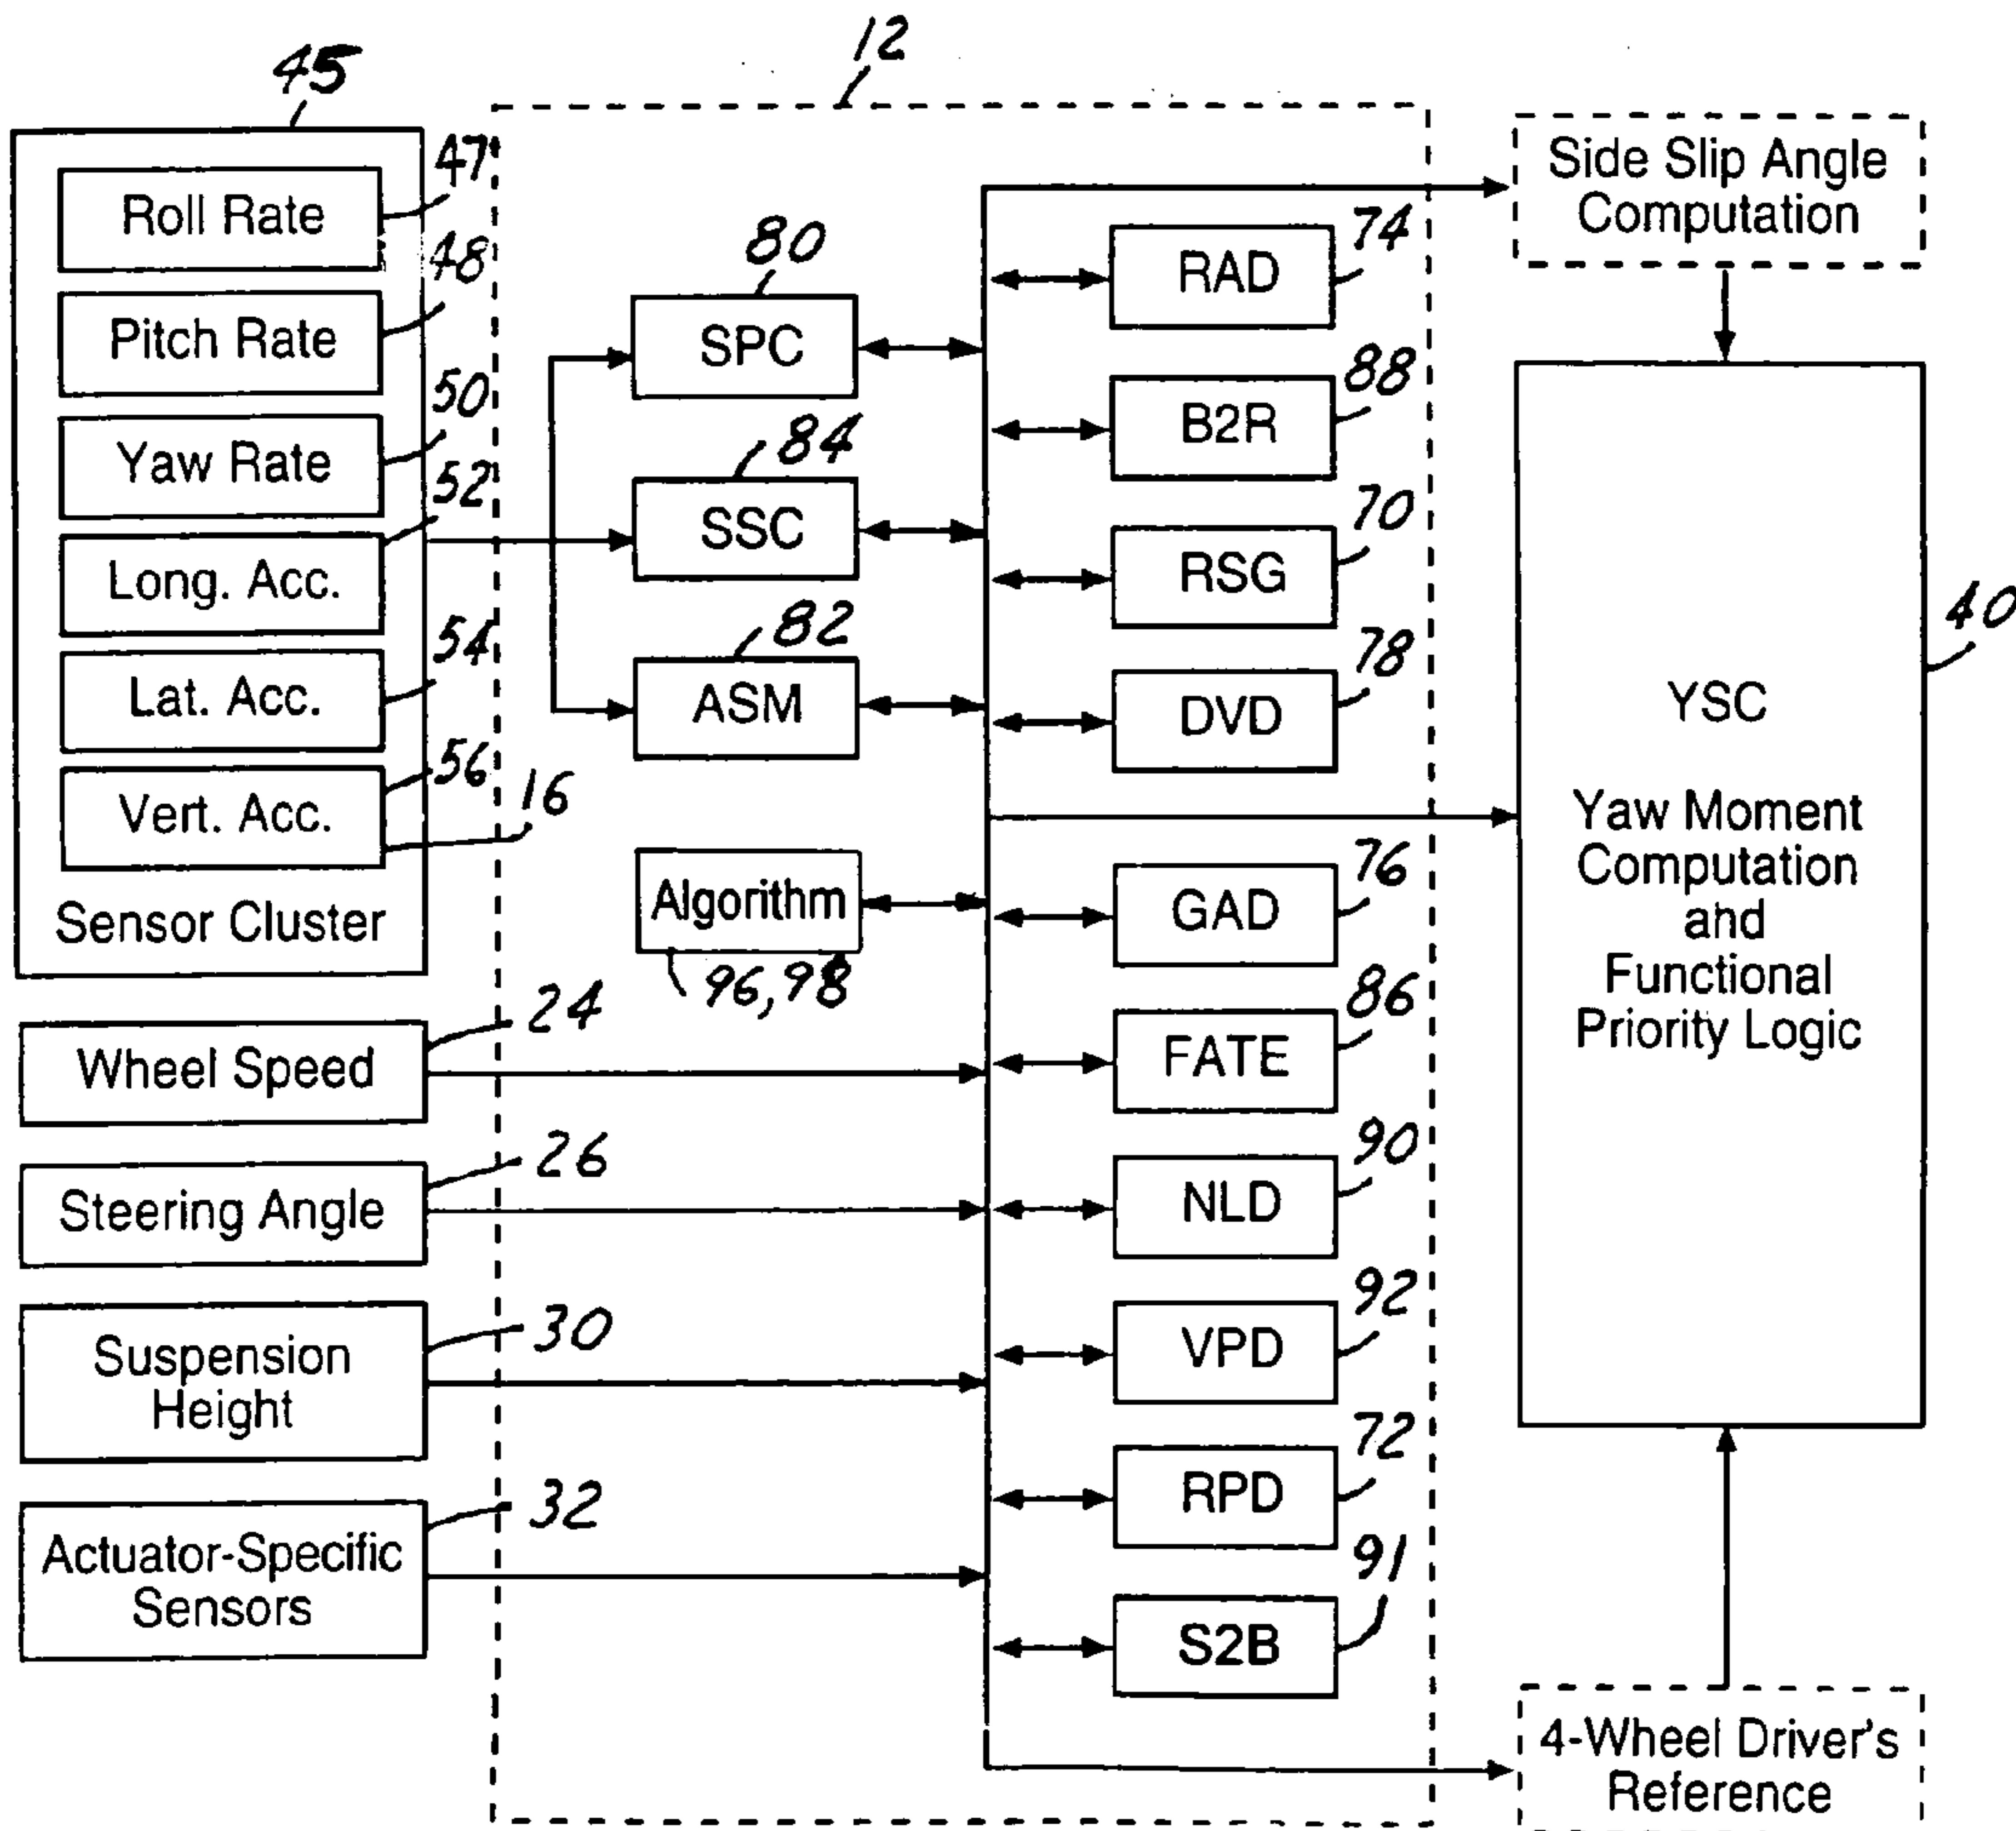 12
45
47
Roll Rate
48
Pitch Rate
50
Yaw Rate
52
Long. Acc.
54
Lat. Acc.
56
16
Vert. Acc.
Sensor Cluster
24
Wheel Speed
26
Steering Angle
30
Suspension
Height
32
Actuator-Specific
Sensors
80
SPC
84
SSC
82
ASM
Algorithm
96, 98
74
RAD
88
B2R
70
RSG
78
DVD
76
GAD
86
FATE
90
NLD
92
VPD
72
RPD
91
S2B
Side Slip Angle
Computation
40
YSC
Yaw Moment
Computation
and
Functional
Priority Logic
4-Wheel Driver's
Reference